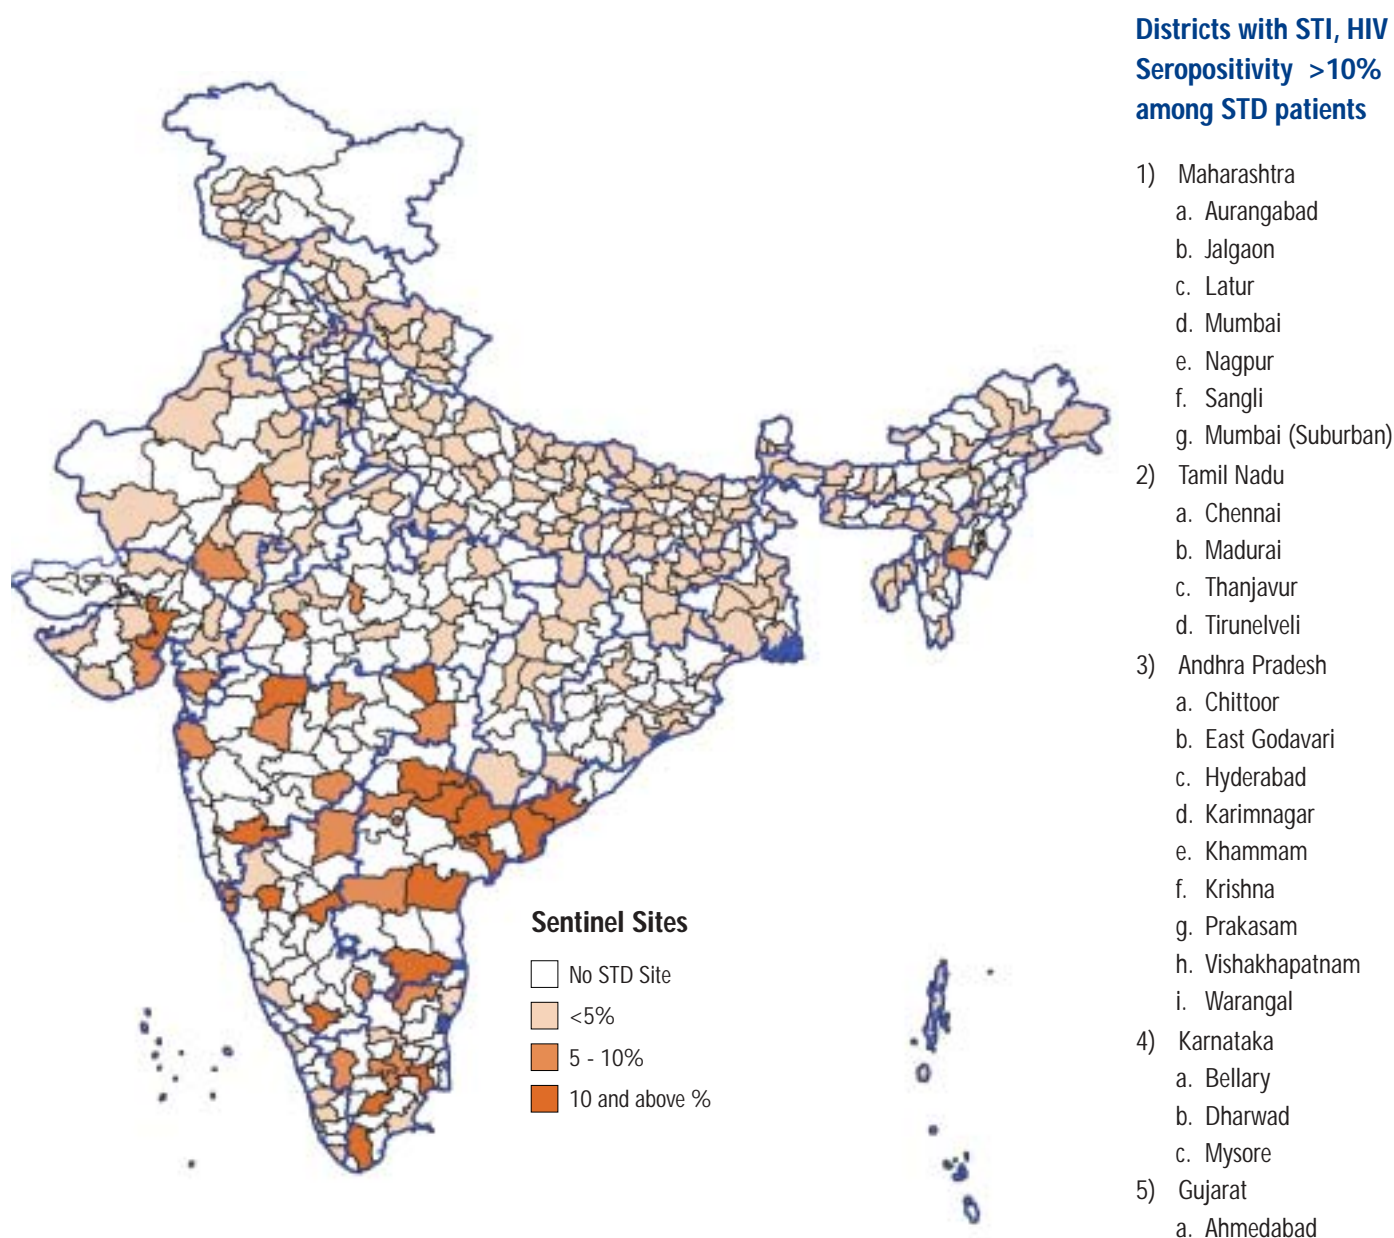 Districts with STI, HIV
Seropositivity >10%
among STD patients
1) Maharashtra
a. Aurangabad
b. Jalgaon
c. Latur
d. Mumbai
e. Nagpur
f. Sangli
g. Mumbai (Suburban)
2) Tamil Nadu
a. Chennai
b. Madurai
c. Thanjavur
d. Tirunelveli
3) Andhra Pradesh
a. Chittoor
b. East Godavari
c. Hyderabad
d. Karimnagar
e. Khammam
f. Krishna
g. Prakasam
h. Vishakhapatnam
i. Warangal
4) Karnataka
a. Bellary
b. Dharwad
c. Mysore
5) Gujarat
a. Ahmedabad
Sentinel Sites
No STD Site
<5%
5 - 10%
10 and above %